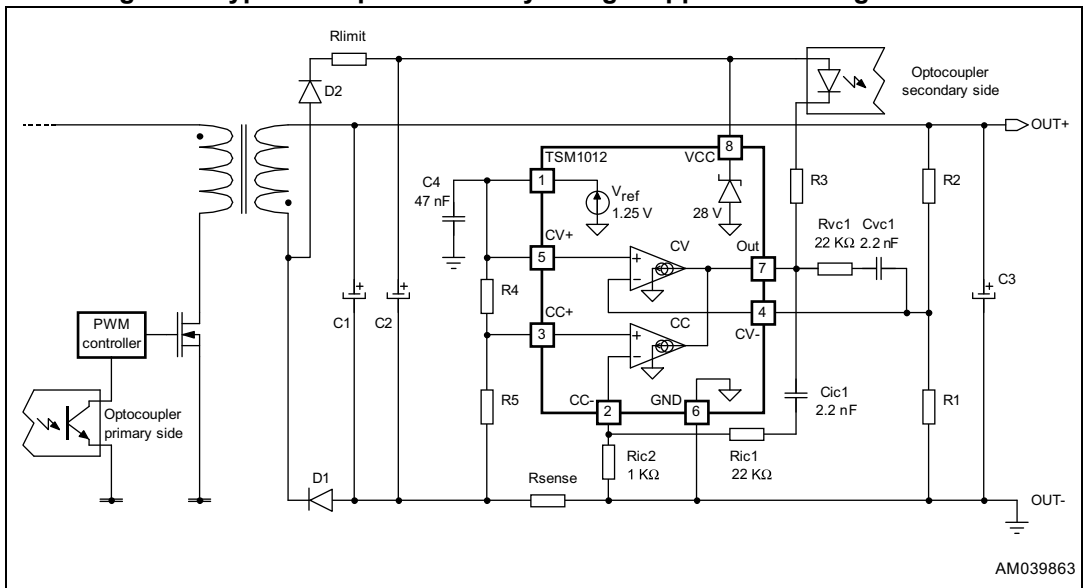 Rlimit
D2
Optocoupler
secondary side
OUT+
TSM1012
VCC
8
C4
47 nF
1
Vref
1.25 V
28 V
R3
R2
CV+
5
CV
Out
7
Rvc1
22 KΩ
Cvc1
2.2 nF
R4
C3
4
CV-
CC+
3
CC
C1
C2
PWM
controller
R5
CC-
2
GND
6
Cic1
2.2 nF
R1
Optocoupler
primary side
Ric2
1 KΩ
Ric1
22 KΩ
D1
Rsense
OUT-
AM039863